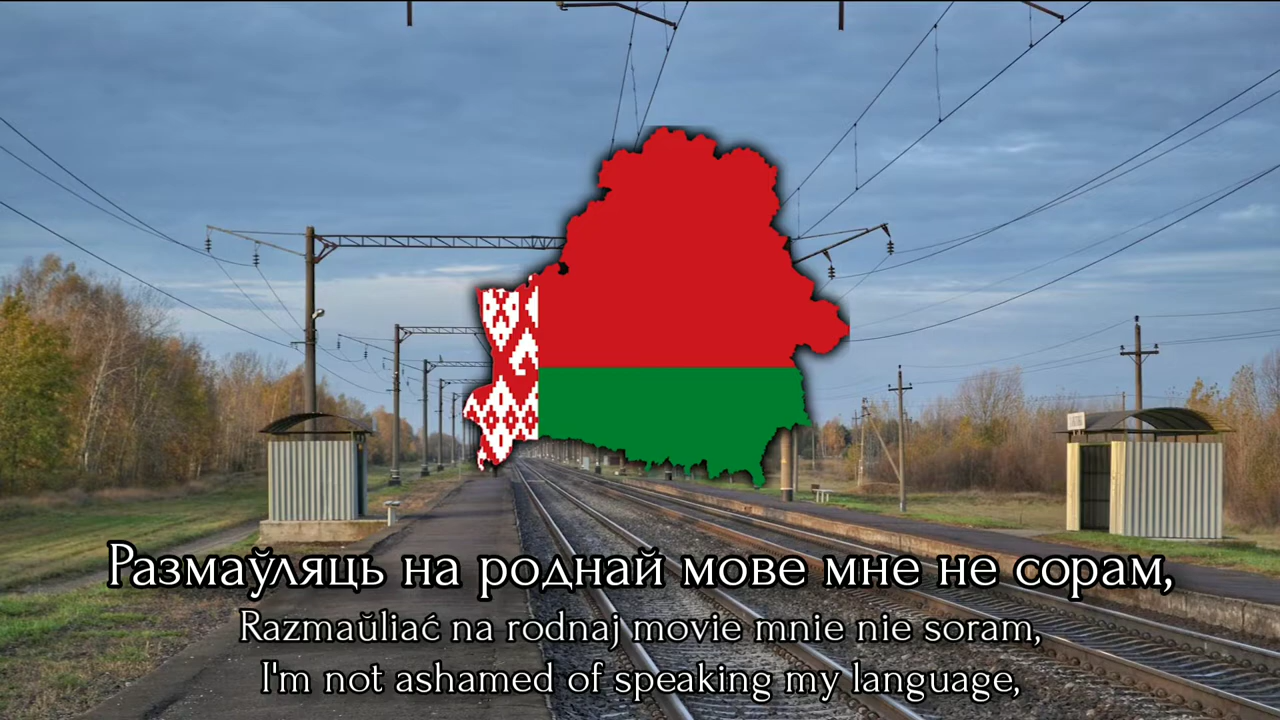 Размаўляць на роднай мове мне не сорам,
Razmaŭliać na rodnaj movie mnie nie soram,
I'm not ashamed of speaking my language,